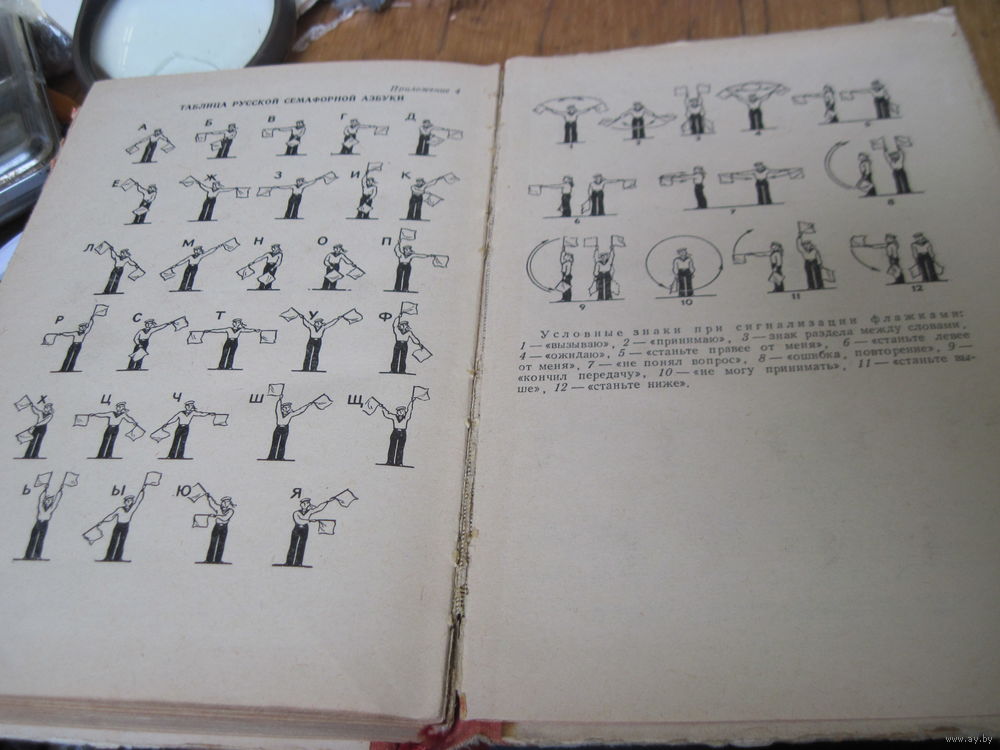 Приложение 4
ТАБЛИЦА РУССКОЙ СЕМАФОРНОЙ АЗБУКИ
А Б В Г Д
Е Ж З И К
Л М Н О П
Р С Т У Ф
Х Ц Ч Ш Щ
Ь Ы Ю Я
1 2 3 4 5
6 7 8
9 10 11 12
Условные знаки при сигнализации флажками:
1 — «вызываю», 2 — «принимаю», 3 — знак раздела между словами,
4 — «ожидаю», 5 — «станьте правее от меня», 6 — «станьте левее
от меня», 7 — «не понял вопрос», 8 — «ошибка, повторение», 9 —
«кончил передачу», 10 — «не могу принимать», 11 — «станьте вы-
ше», 12 — «станьте ниже».
www.ay.by